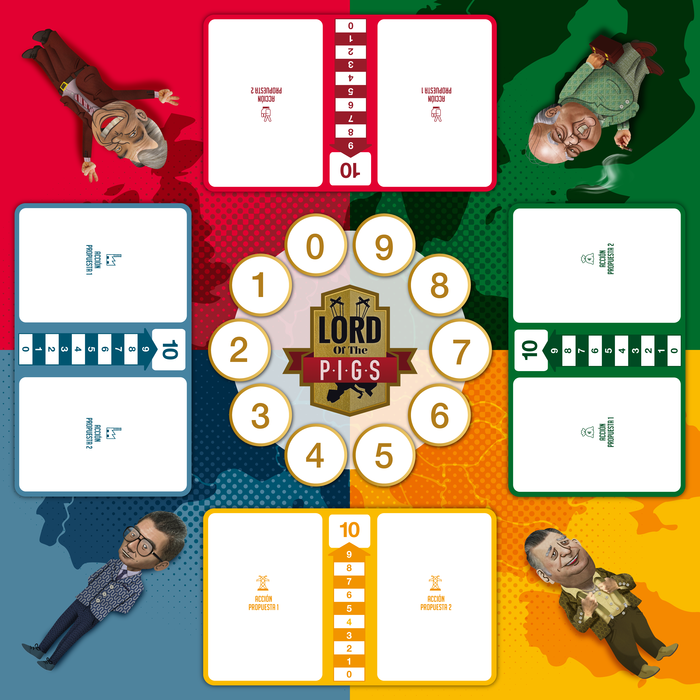 0
1
2
3
4
5
6
7
8
9
10
ACCIÓN
PROPUESTA 2
ACCIÓN
PROPUESTA 1
ACCIÓN
PROPUESTA 1
0 1 2 3 4 5 6 7 8 9 10
ACCIÓN
PROPUESTA 2
0 9
1 8
2 7
3 6
4 5
LORD
Of The
P·I·G·S
ACCIÓN
PROPUESTA 2
10 9 8 7 6 5 4 3 2 1 0
ACCIÓN
PROPUESTA 1
10
9
8
7
6
5
4
3
2
1
0
ACCIÓN
PROPUESTA 1
ACCIÓN
PROPUESTA 2